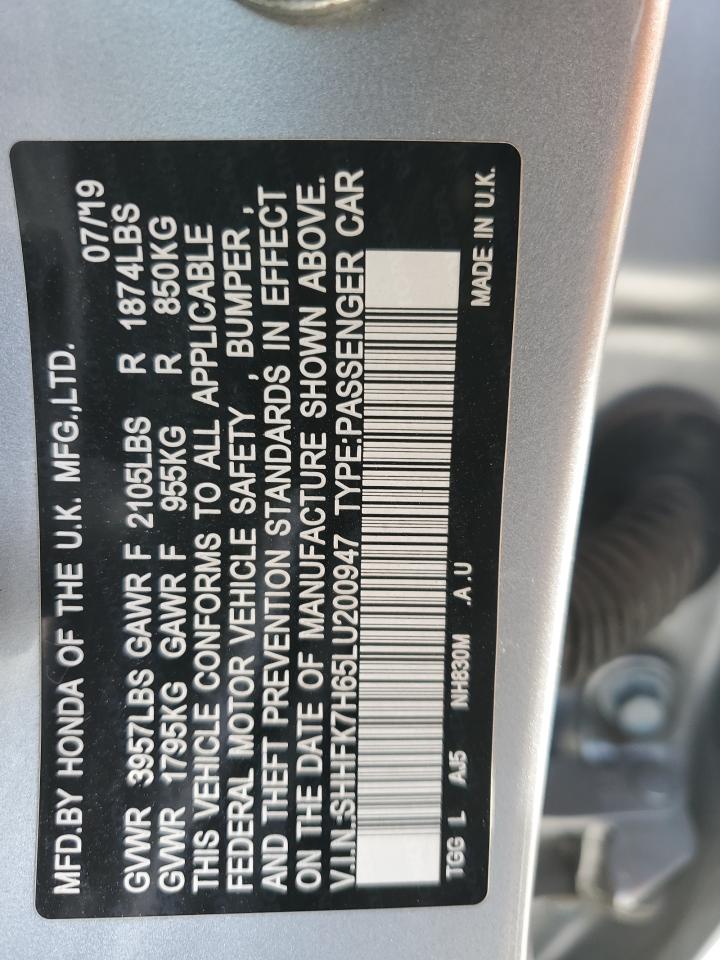 MFD.BY HONDA OF THE U.K. MFG.,LTD. 07/'19
GVWR 3957LBS GAWR F 2105LBS R 1874LBS
GVWR 1795KG GAWR F 955KG R 850KG
THIS VEHICLE CONFORMS TO ALL APPLICABLE
FEDERAL MOTOR VEHICLE SAFETY , BUMPER ,
AND THEFT PREVENTION STANDARDS IN EFFECT
ON THE DATE OF MANUFACTURE SHOWN ABOVE.
V.I.N.:SHHFK7H65LU200947 TYPE:PASSENGER CAR
TGG L AJ5 NH830M .A.U MADE IN U.K.